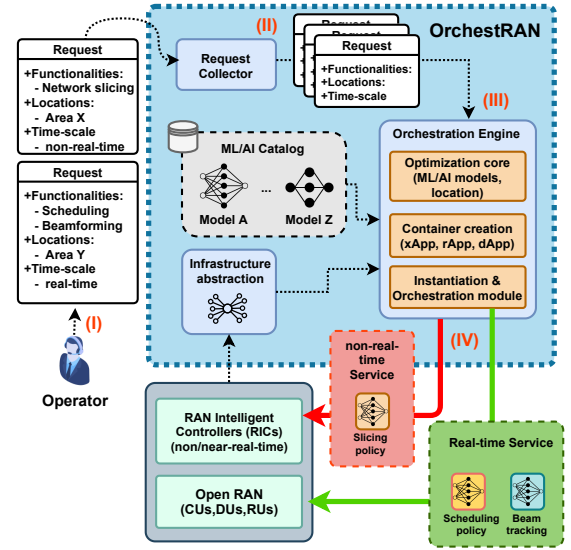 OrchestRAN
(II)
Request
+Functionalities:
- Network slicing
+Locations:
- Area X
+Time-scale
- non-real-time
Request
Collector
Request
+Functionalities:
+Locations:
+Time-scale
(III)
Request
+Functionalities:
- Scheduling
- Beamforming
+Locations:
- Area Y
+Time-scale
- real-time
ML/AI Catalog
...
Model A
Model Z
Orchestration Engine
Optimization core
(ML/AI models,
location)
Container creation
(xApp, rApp, dApp)
Instantiation &
Orchestration module
Infrastructure
abstraction
(I)
Operator
(IV)
non-real-
time
Service
Slicing
policy
RAN Intelligent
Controllers (RICs)
(non/near-real-time)
Open RAN
(CUs,DUs,RUs)
Real-time Service
Scheduling
policy
Beam
tracking